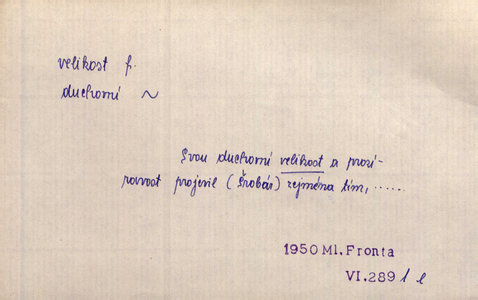 velikost f.
duchovní ~
Svou duchovní velikost a prozí-
ravost projevil (Šrobár) zejména tím, ......
1950 Ml. Fronta
VI. 289 1 e